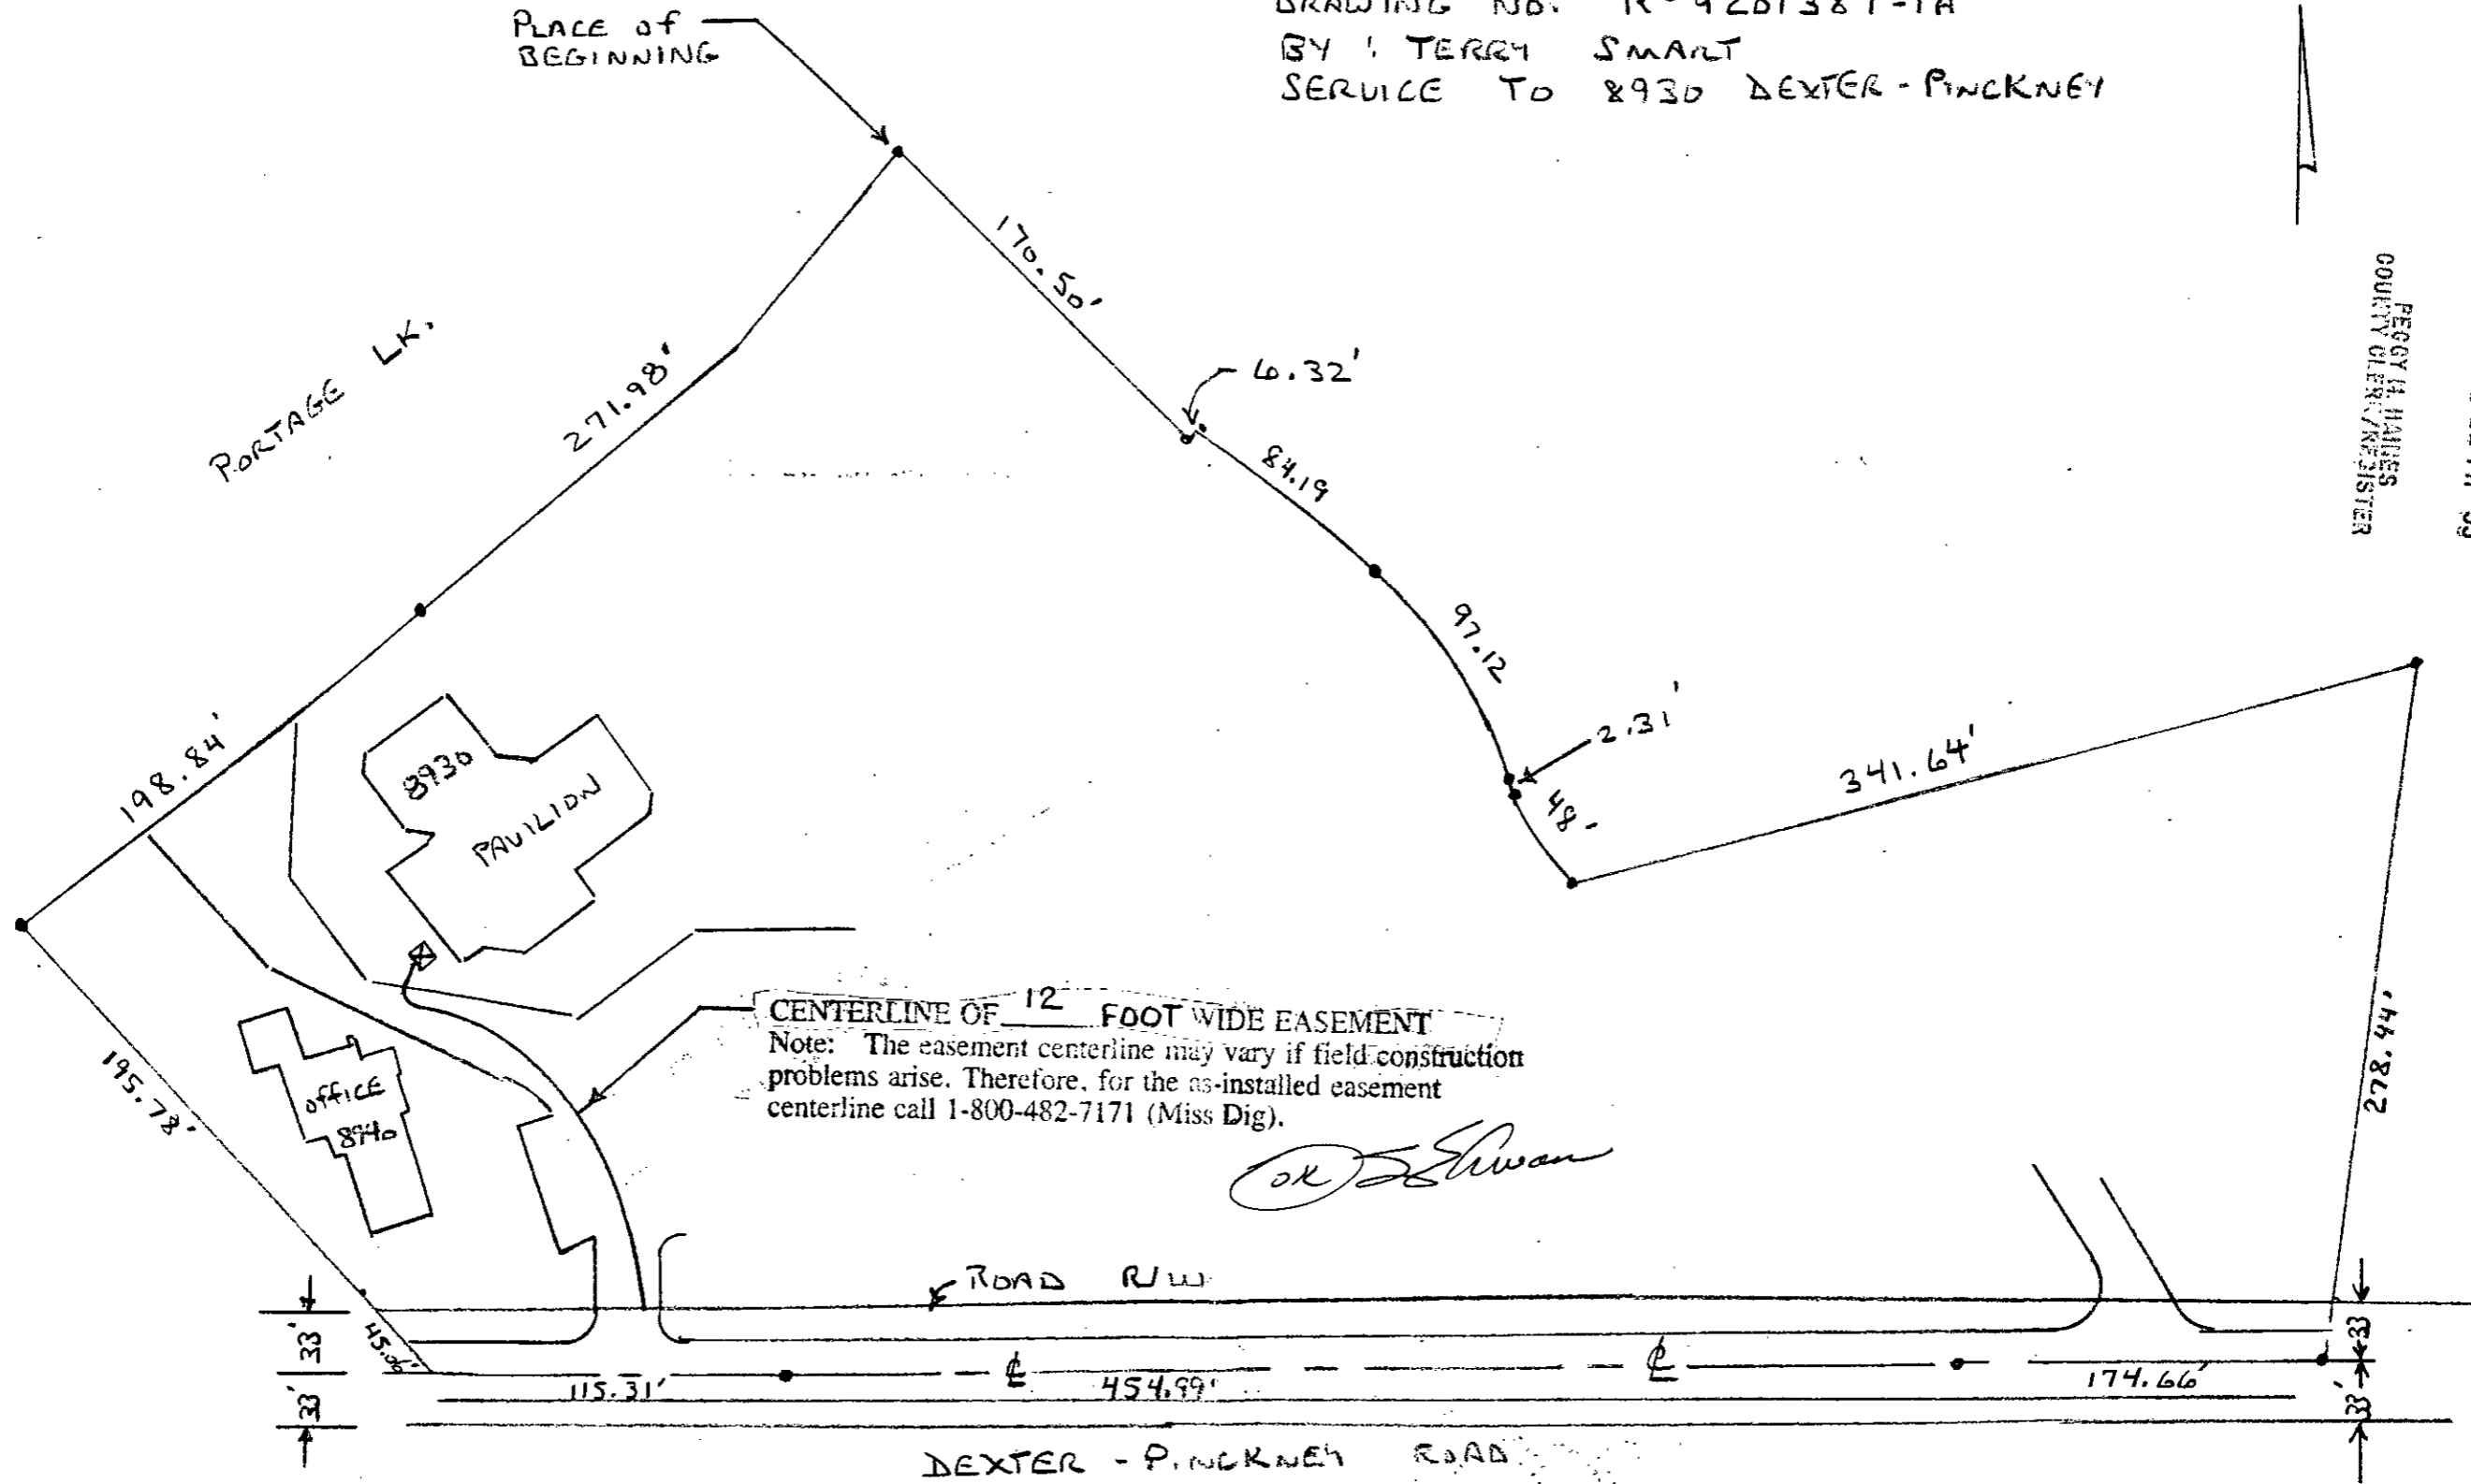 PLACE of
BEGINNING
BY : TERRY SMART
SERVICE TO 8930 DEXTER-PINCKNEY
170.50'
6.32'
PORTAGE LK.
271.98'
84.19
97.12
2.31'
48'
341.64'
198.84'
8930
PAVILION
278.44'
CENTERLINE OF 12 FOOT WIDE EASEMENT
Note: The easement centerline may vary if field construction
problems arise. Therefore, for the as-installed easement
centerline call 1-800-482-7171 (Miss Dig).
OK
195.78'
OFFICE
8940
ROAD R/W
33'
33'
45.06'
115.31'
℄
454.99'
℄
174.66'
33
33'
DEXTER - PINCKNEY ROAD
PEGGY M. HAINES
COUNTY CLERK/REGISTER